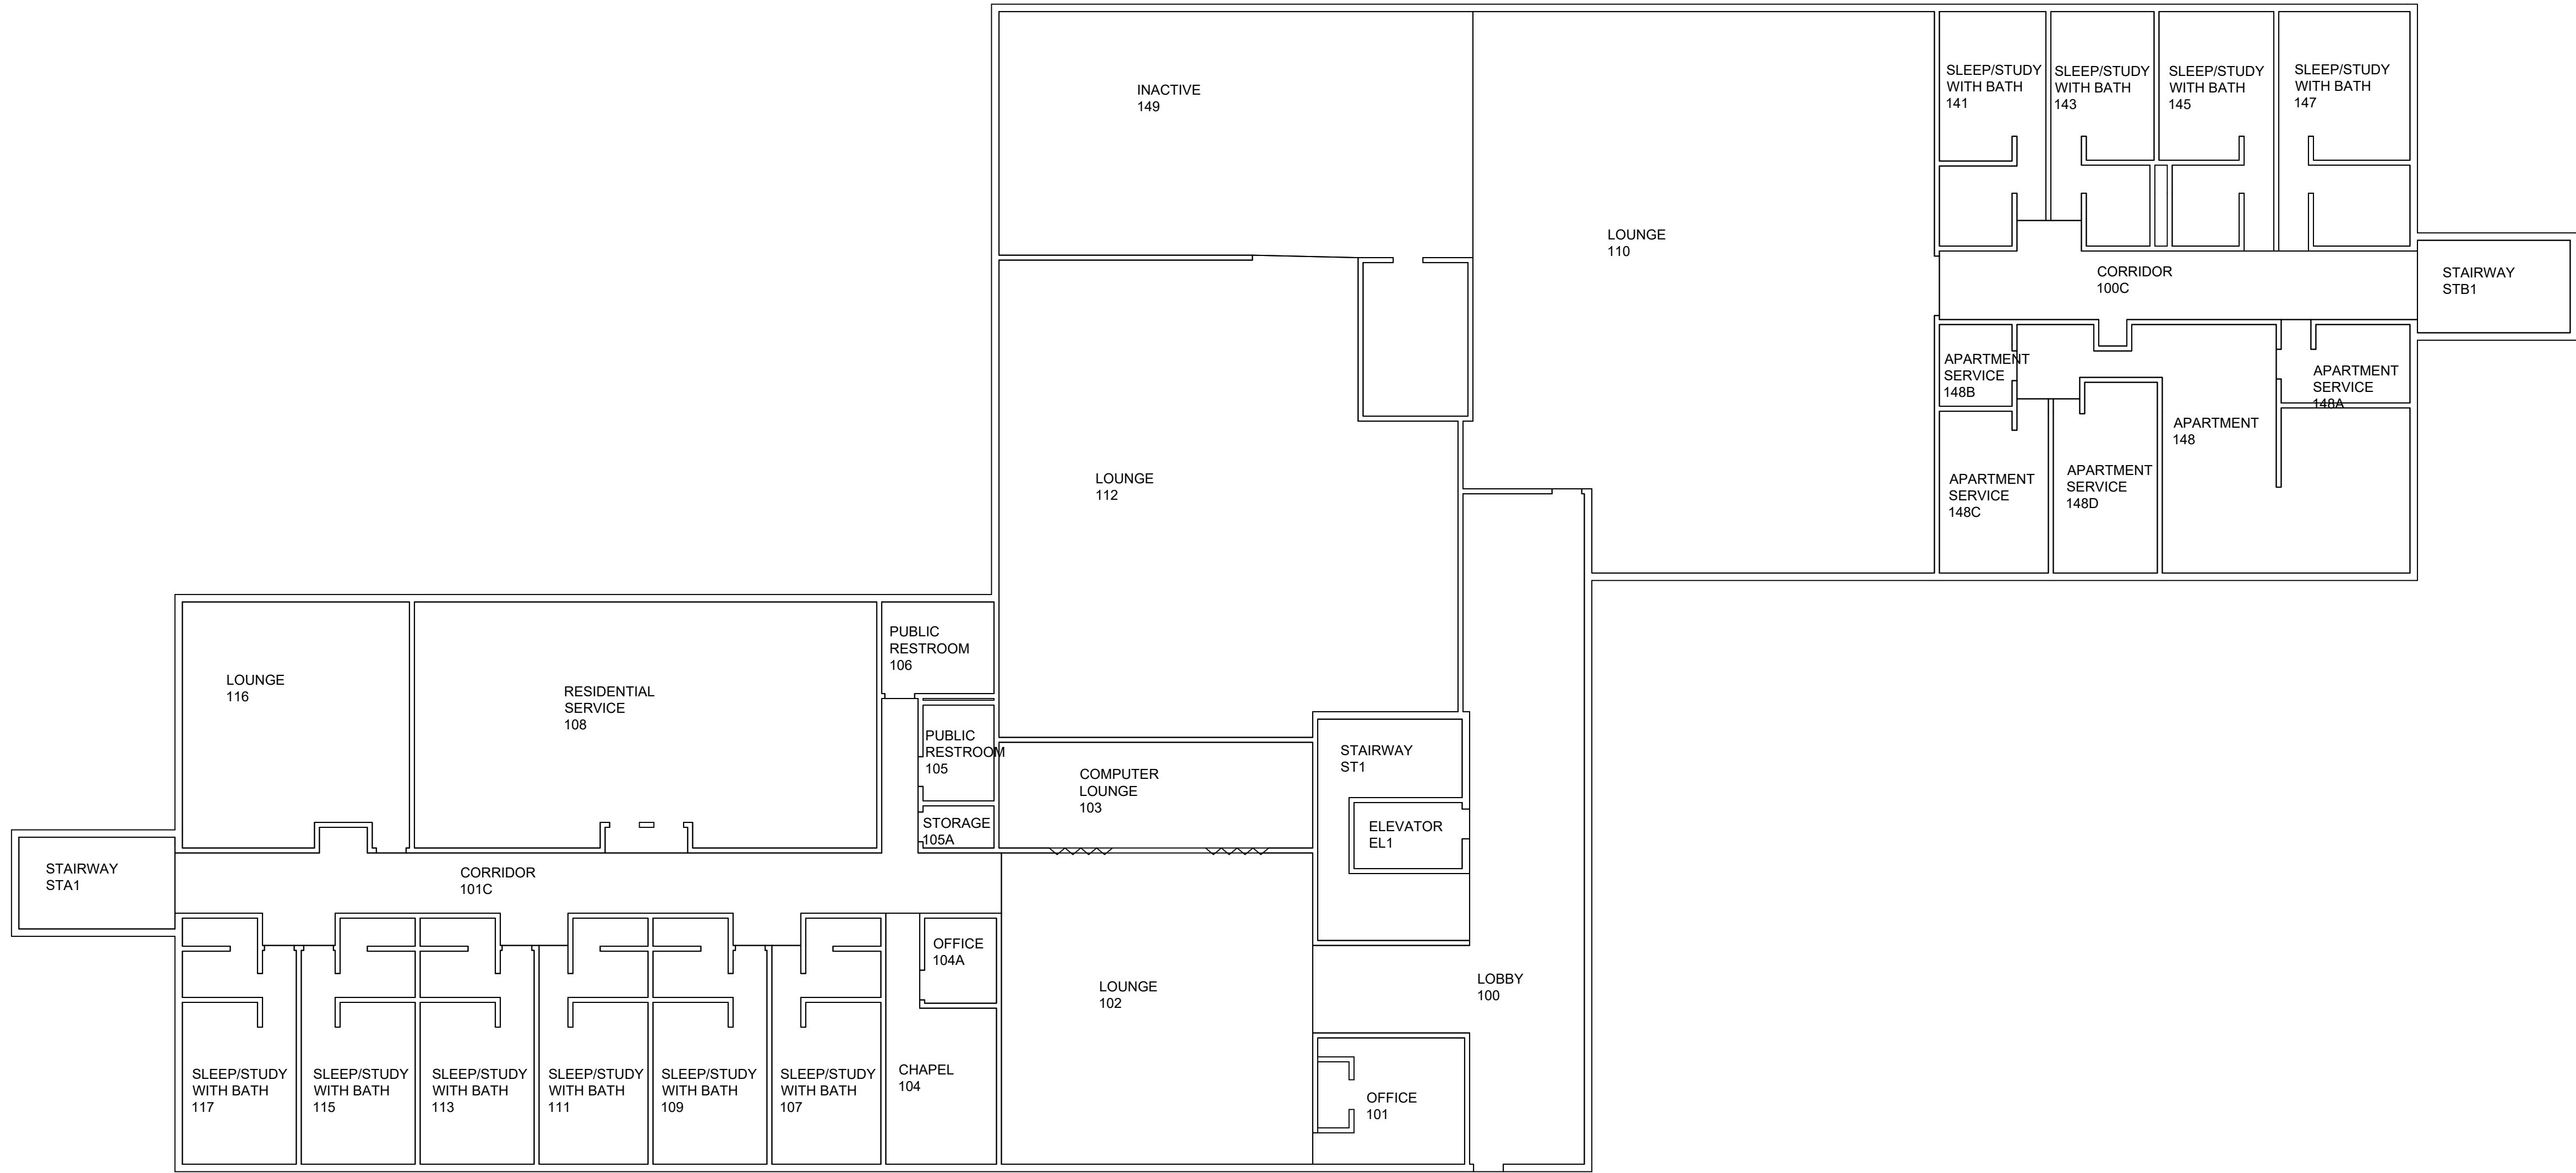 INACTIVE
149
LOUNGE
110
SLEEP/STUDY
WITH BATH
141
SLEEP/STUDY
WITH BATH
143
SLEEP/STUDY
WITH BATH
145
SLEEP/STUDY
WITH BATH
147
CORRIDOR
100C
STAIRWAY
STB1
APARTMENT
SERVICE
148B
APARTMENT
SERVICE
148A
APARTMENT
148
APARTMENT
SERVICE
148C
APARTMENT
SERVICE
148D
LOUNGE
112
LOUNGE
116
RESIDENTIAL
SERVICE
108
PUBLIC
RESTROOM
106
PUBLIC
RESTROOM
105
STORAGE
105A
COMPUTER
LOUNGE
103
STAIRWAY
ST1
ELEVATOR
EL1
STAIRWAY
STA1
CORRIDOR
101C
OFFICE
104A
LOUNGE
102
LOBBY
100
SLEEP/STUDY
WITH BATH
117
SLEEP/STUDY
WITH BATH
115
SLEEP/STUDY
WITH BATH
113
SLEEP/STUDY
WITH BATH
111
SLEEP/STUDY
WITH BATH
109
SLEEP/STUDY
WITH BATH
107
CHAPEL
104
OFFICE
101